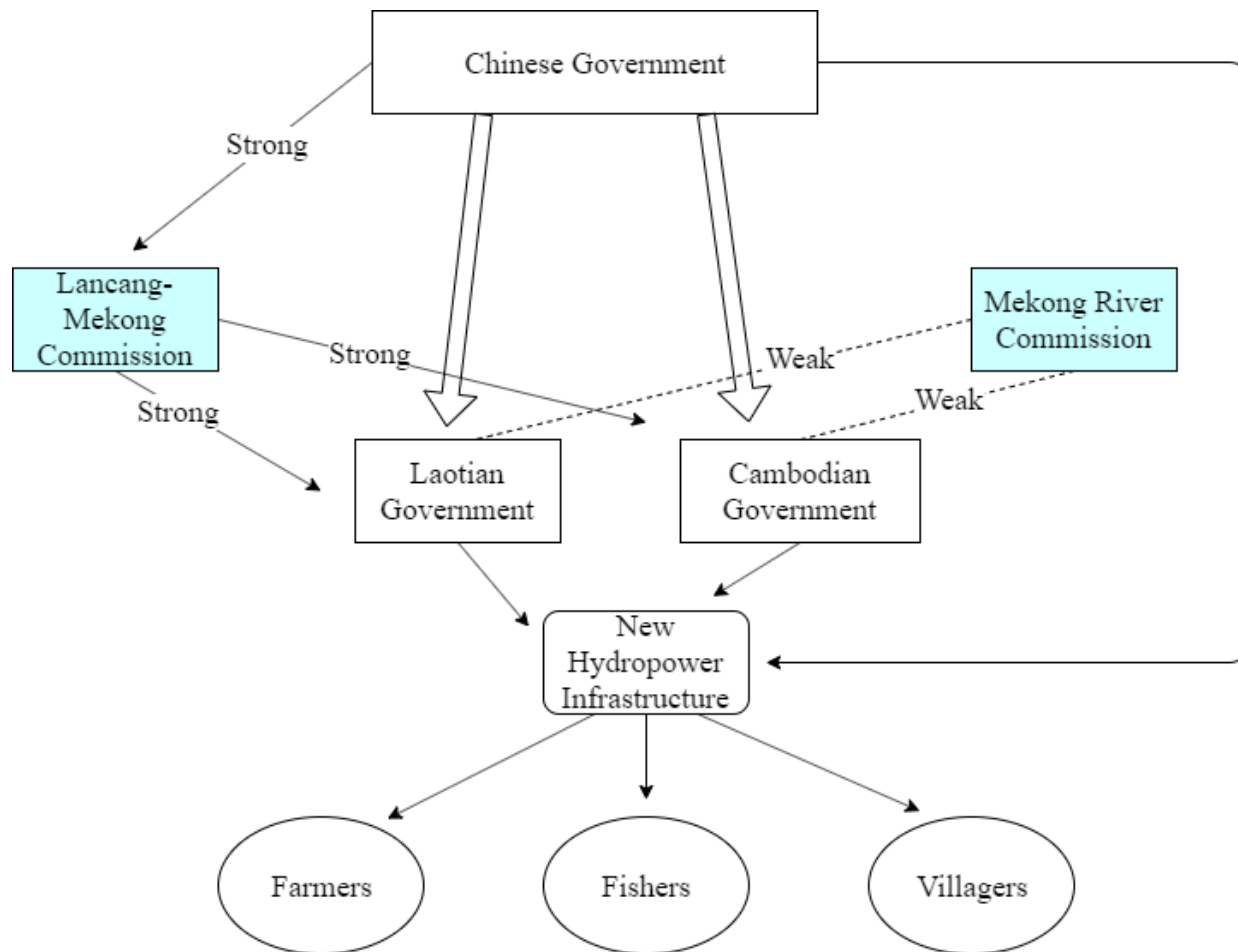 Chinese Government
Strong
Lancang-
Mekong
Commission
Mekong River
Commission
Strong
Weak
Strong
Weak
Laotian
Government
Cambodian
Government
New
Hydropower
Infrastructure
Farmers
Fishers
Villagers